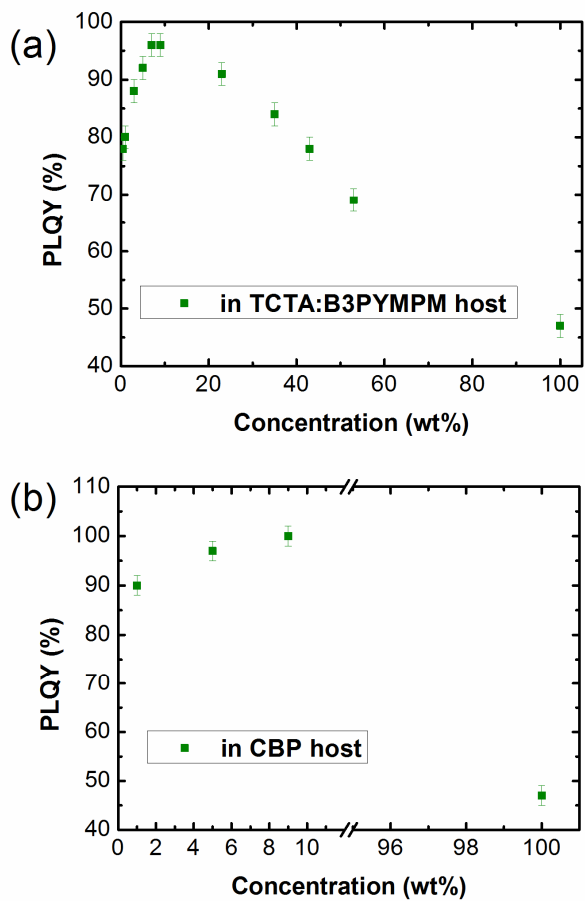 (a)
100
90
80
70
60
50
40
PLQY (%)
in TCTA:B3PYMPM host
0 20 40 60 80 100
Concentration (wt%)
(b)
110
100
90
80
70
60
50
40
PLQY (%)
in CBP host
0 2 4 6 8 10 96 98 100
Concentration (wt%)